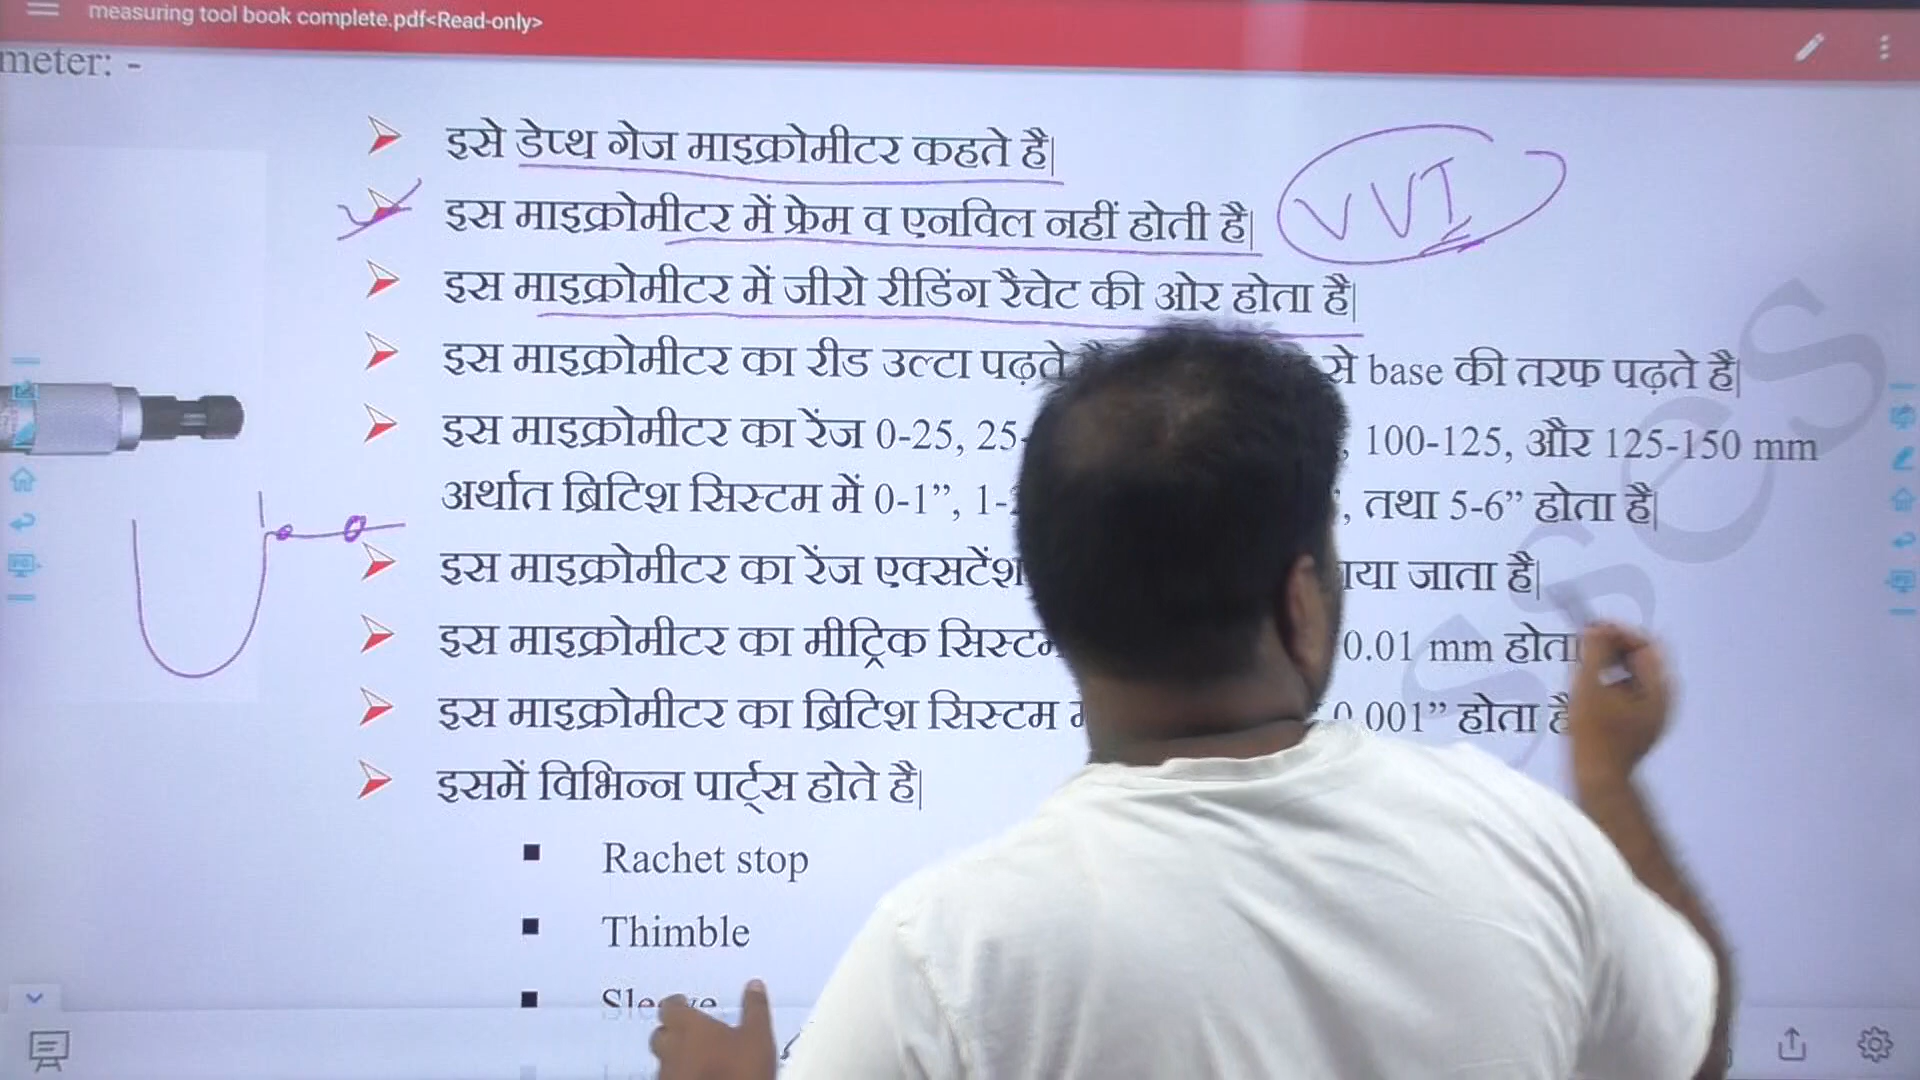 measuring tool book complete.pdf<Read-only>
meter: -
इसे डेप्थ गेज माइक्रोमीटर कहते है|
इस माइक्रोमीटर में फ्रेम व एनविल नहीं होती है| VVI
इस माइक्रोमीटर में जीरो रीडिंग रैचेट की ओर होता है|
इस माइक्रोमीटर का रीड उल्टा पढ़ते से base की तरफ पढ़ते है|
इस माइक्रोमीटर का रेंज 0-25, 25- , 100-125, और 125-150 mm
अर्थात ब्रिटिश सिस्टम में 0-1”, 1- , तथा 5-6” होता है|
इस माइक्रोमीटर का रेंज जाता है|
इस माइक्रोमीटर का मीट्रिक सिस्टम 0.01 mm होता
इस माइक्रोमीटर का ब्रिटिश सिस्टम 0.001” होता है
इसमें विभिन्न पार्ट्स होते है|
Rachet stop
Thimble
Sleeve